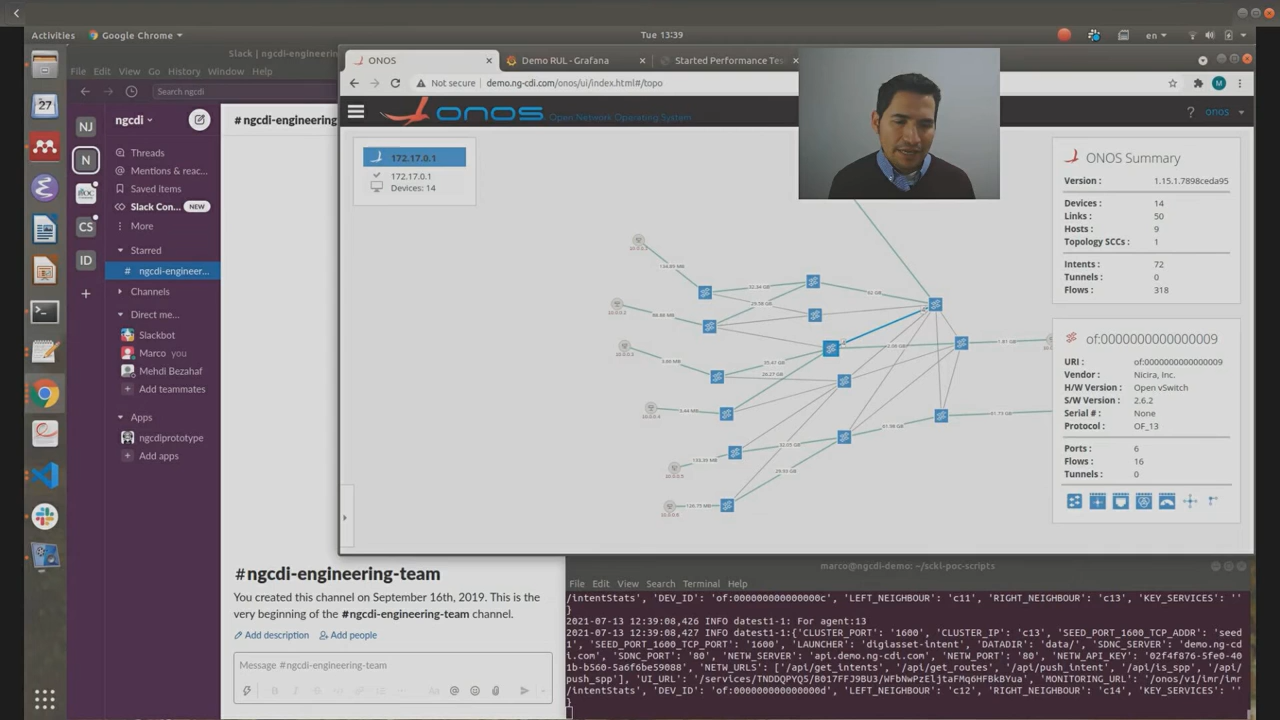 Activities
Google Chrome
Tue 13:39
en
Slack | ngcdi-engineerin
File Edit View Go History Window Help
Search ngcdi
ngcdi
NJ
N
CS
ID
Threads
Mentions & reac...
Saved items
Slack Con... NEW
More
Starred
# ngcdi-engineer...
Channels
Direct me...
Slackbot
Marco you
Mehdi Bezahaf
Add teammates
Apps
ngcdiprototype
Add apps
#ngcdi-engineering
#ngcdi-engineering-team
You created this channel on September 16th, 2019. This is the
very beginning of the #ngcdi-engineering-team channel.
Add description
Add people
Message #ngcdi-engineering-team
ONOS
Demo RUL - Grafana
Started Performance Tes
Not secure
demo.ng-cdi.com/onos/ui/index.html#/topo
M
onos
Open Network Operating System
? onos
172.17.0.1
172.17.0.1
Devices: 14
ONOS Summary
Version : 1.15.1.7898ceda95
Devices : 14
Links : 50
Hosts : 9
Topology SCCs : 1
Intents : 72
Tunnels : 0
Flows : 318
of:0000000000000009
URI : of:0000000000000009
Vendor : Nicira, Inc.
H/W Version : Open vSwitch
S/W Version : 2.6.2
Serial # : None
Protocol : OF_13
Ports : 6
Flows : 16
Tunnels : 0
marco@ngcdi-demo: ~/scki-poc-scripts
File Edit View Search Terminal Help
/intentStats', 'DEV_ID': 'of:000000000000000c', 'LEFT_NEIGHBOUR': 'c11', 'RIGHT_NEIGHBOUR': 'c13', 'KEY_SERVICES': ''
}
2021-07-13 12:39:08,426 INFO datest1-1: For agent:13
2021-07-13 12:39:08,427 INFO datest1-1:{'CLUSTER_PORT': '1600', 'CLUSTER_IP': 'c13', 'SEED_PORT_1600_TCP_ADDR': 'seed
1', 'SEED_PORT_1600_TCP_PORT': '1600', 'LAUNCHER': 'digiasset-intent', 'DATADIR': 'data/', 'SDNC_SERVER': 'demo.ng-cd
i.com', 'SDNC_PORT': '80', 'NETW_SERVER': 'api.demo.ng-cdi.com', 'NETW_PORT': '80', 'NETW_API_KEY': '02f4f876-5fe0-40
1b-b560-5a6f6be59088', 'NETW_URLS': ['/api/get_intents', '/api/get_routes', '/api/push_intent', '/api/is_spp', '/api/
push_spp'], 'UI_URL': '/services/TNDDQPYQ5/B017FFJ9BU3/WFbNwPzEljtaFMq6HFBkBYua', 'MONITORING_URL': '/onos/v1/imr/imr
/intentStats', 'DEV_ID': 'of:000000000000000d', 'LEFT_NEIGHBOUR': 'c12', 'RIGHT_NEIGHBOUR': 'c14', 'KEY_SERVICES': ''
}